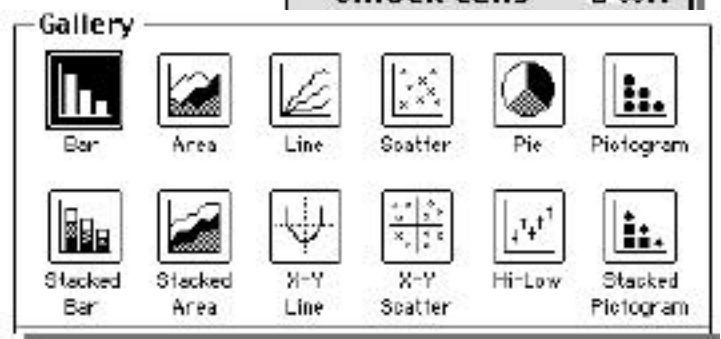 Gallery
Bar Area Line Scatter Pie Pictogram
Stacked Stacked X-Y X-Y Hi-Low Stacked
Bar Area Line Scatter Pictogram